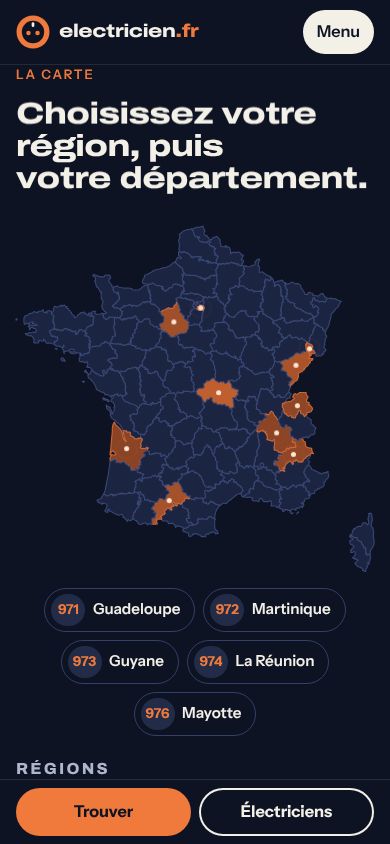 electricien.fr
Menu
LA CARTE
Choisissez votre
région, puis
votre département.
971 Guadeloupe
972 Martinique
973 Guyane
974 La Réunion
976 Mayotte
RÉGIONS
Trouver
Électriciens